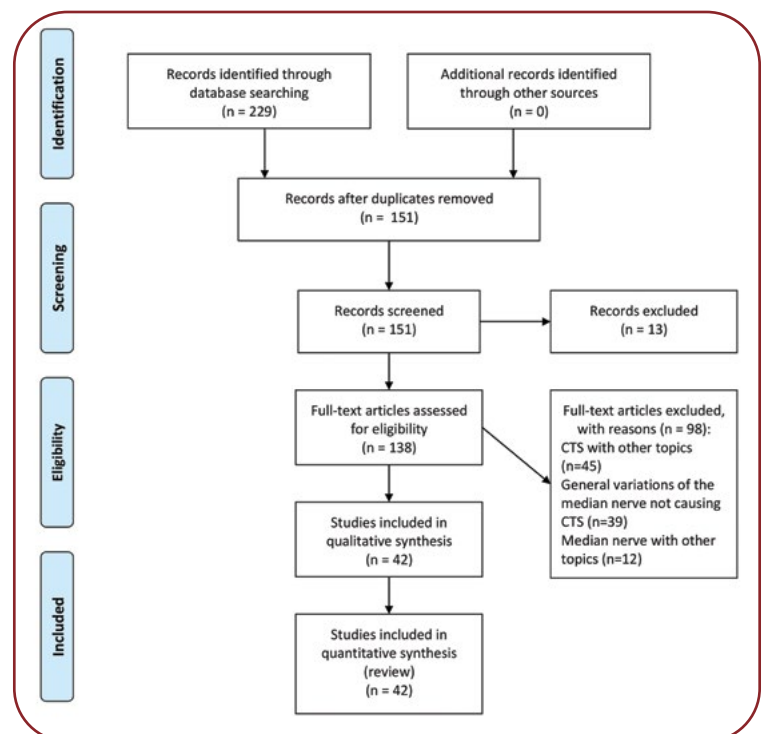 Identification
Records identified through
database searching
(n = 229)
Additional records identified
through other sources
(n = 0)
Records after duplicates removed
(n = 151)
Screening
Records screened
(n = 151)
Records excluded
(n = 13)
Eligibility
Full-text articles assessed
for eligibility
(n = 138)
Full-text articles excluded,
with reasons (n = 98):
CTS with other topics
(n=45)
General variations of the
median nerve not causing
CTS (n=39)
Median nerve with other
topics (n=12)
Studies included in
qualitative synthesis
(n = 42)
Included
Studies included in
quantitative synthesis
(review)
(n = 42)